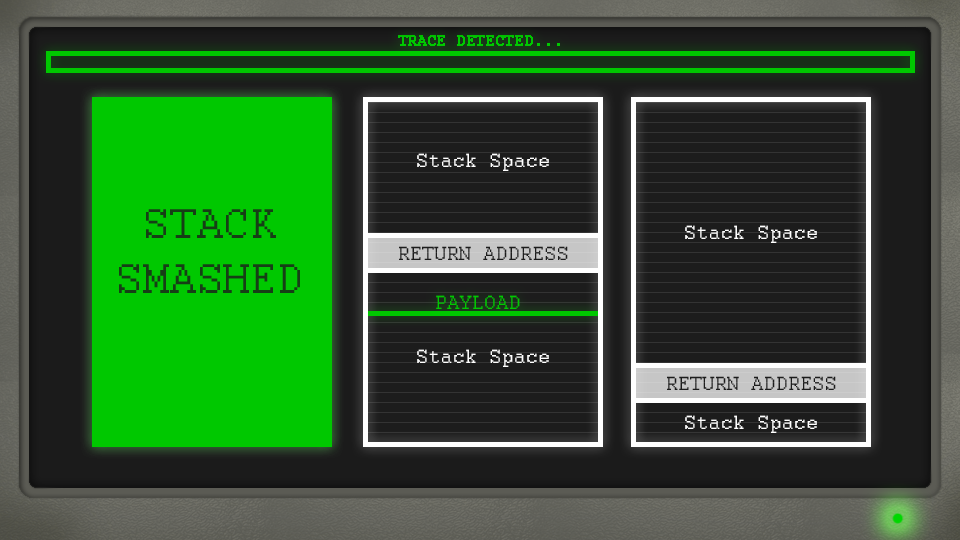 TRACE DETECTED...
STACK
SMASHED
Stack Space
RETURN ADDRESS
PAYLOAD
Stack Space
Stack Space
RETURN ADDRESS
Stack Space